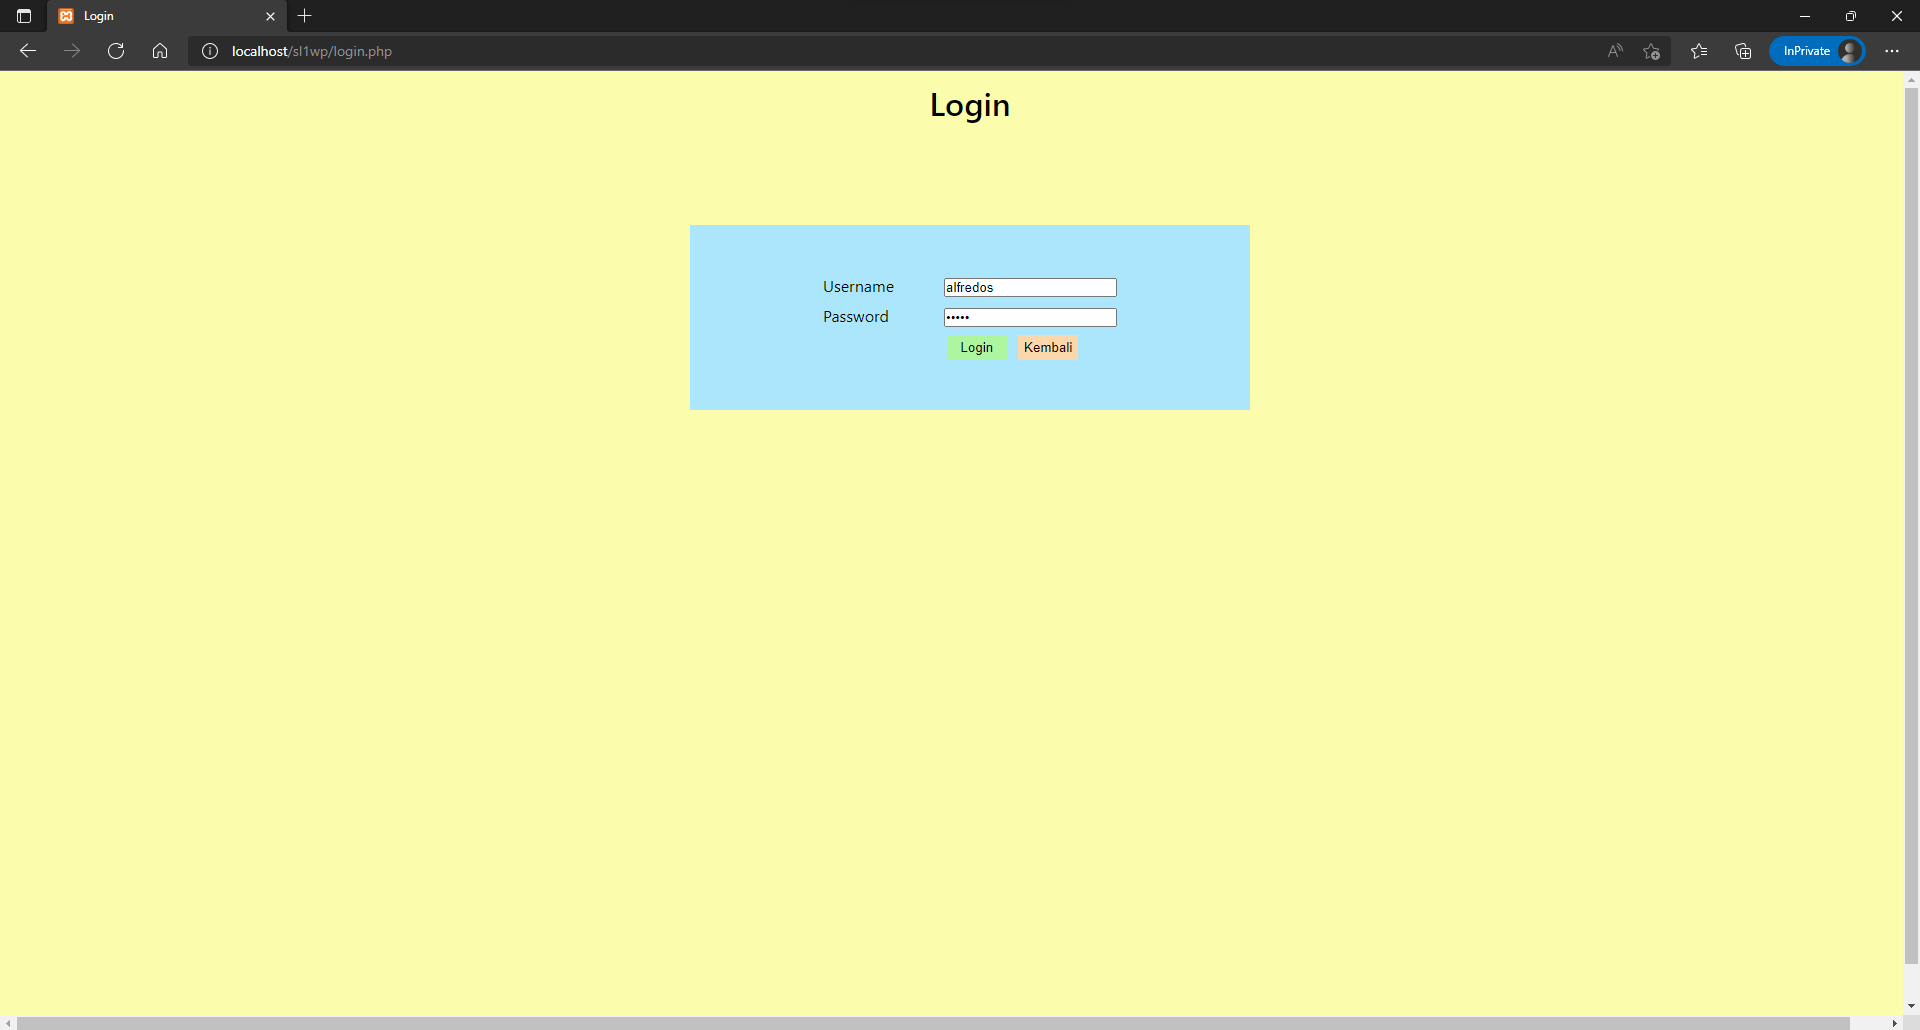 Login
localhost/sl1wp/login.php
InPrivate
Login
Username alfredos
Password •••••
Login Kembali